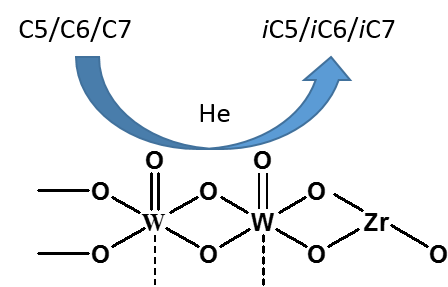 C5/C6/C7 iC5/iC6/iC7
He
O O
O O O
W W Zr
O O O O